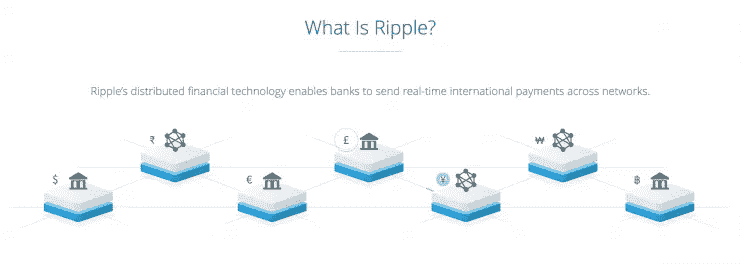 What Is Ripple?
Ripple's distributed financial technology enables banks to send real-time international payments across networks.
₹ £ ₩
$ € ¥ ฿